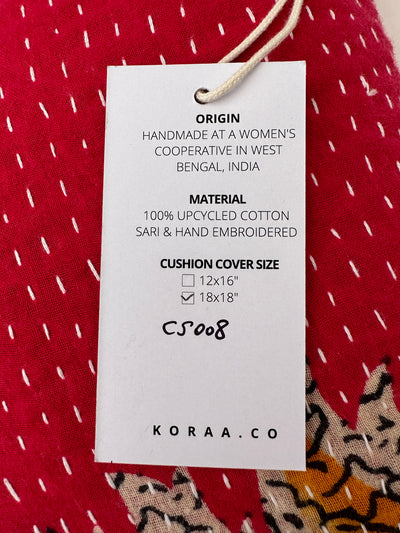 ORIGIN
HANDMADE AT A WOMEN'S
COOPERATIVE IN WEST
BENGAL, INDIA
MATERIAL
100% UPCYCLED COTTON
SARI & HAND EMBROIDERED
CUSHION COVER SIZE
12x16"
18x18"
CS008
KORAA.CO